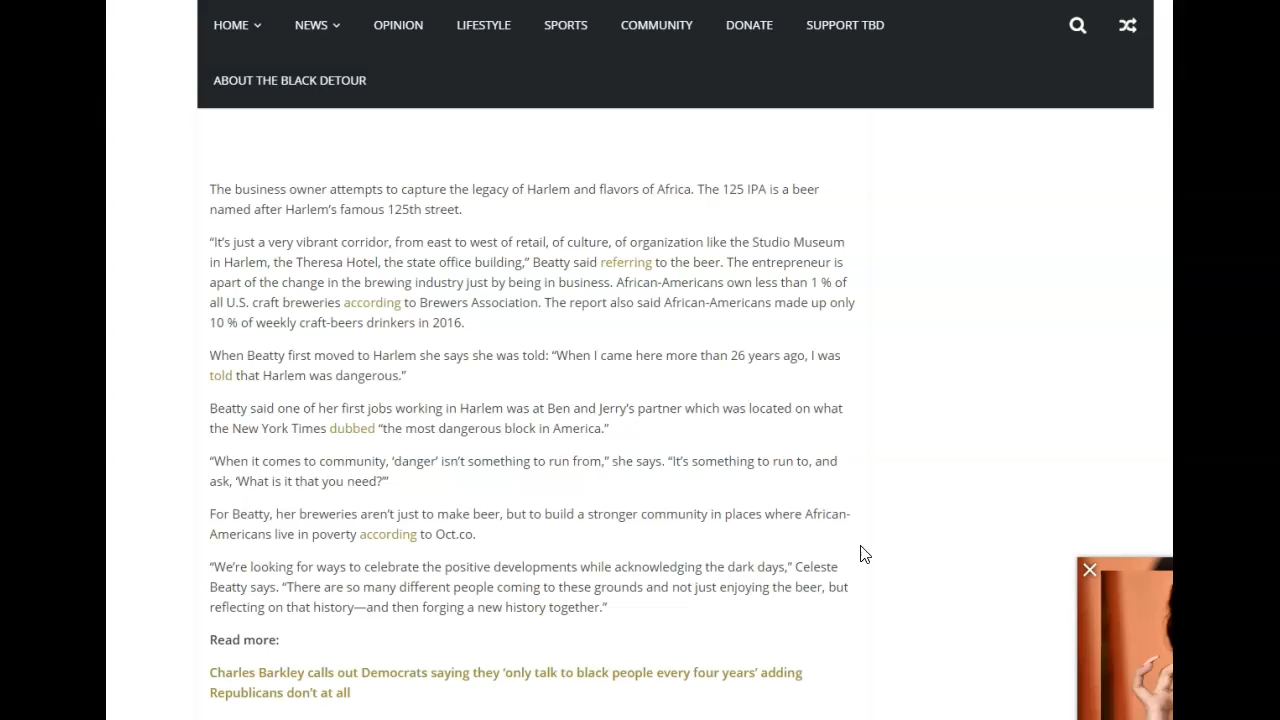 HOME NEWS OPINION LIFESTYLE SPORTS COMMUNITY DONATE SUPPORT TBD
ABOUT THE BLACK DETOUR
The business owner attempts to capture the legacy of Harlem and flavors of Africa. The 125 IPA is a beer
named after Harlem’s famous 125th street.
“It’s just a very vibrant corridor, from east to west of retail, of culture, of organization like the Studio Museum
in Harlem, the Theresa Hotel, the state office building,” Beatty said referring to the beer. The entrepreneur is
apart of the change in the brewing industry just by being in business. African-Americans own less than 1 % of
all U.S. craft breweries according to Brewers Association. The report also said African-Americans made up only
10 % of weekly craft-beers drinkers in 2016.
When Beatty first moved to Harlem she says she was told: “When I came here more than 26 years ago, I was
told that Harlem was dangerous.”
Beatty said one of her first jobs working in Harlem was at Ben and Jerry’s partner which was located on what
the New York Times dubbed “the most dangerous block in America.”
“When it comes to community, ‘danger’ isn’t something to run from,” she says. “It’s something to run to, and
ask, ‘What is it that you need?’”
For Beatty, her breweries aren’t just to make beer, but to build a stronger community in places where African-
Americans live in poverty according to Oct.co.
“We’re looking for ways to celebrate the positive developments while acknowledging the dark days,” Celeste
Beatty says. “There are so many different people coming to these grounds and not just enjoying the beer, but
reflecting on that history—and then forging a new history together.”
Read more:
Charles Barkley calls out Democrats saying they ‘only talk to black people every four years’ adding
Republicans don’t at all